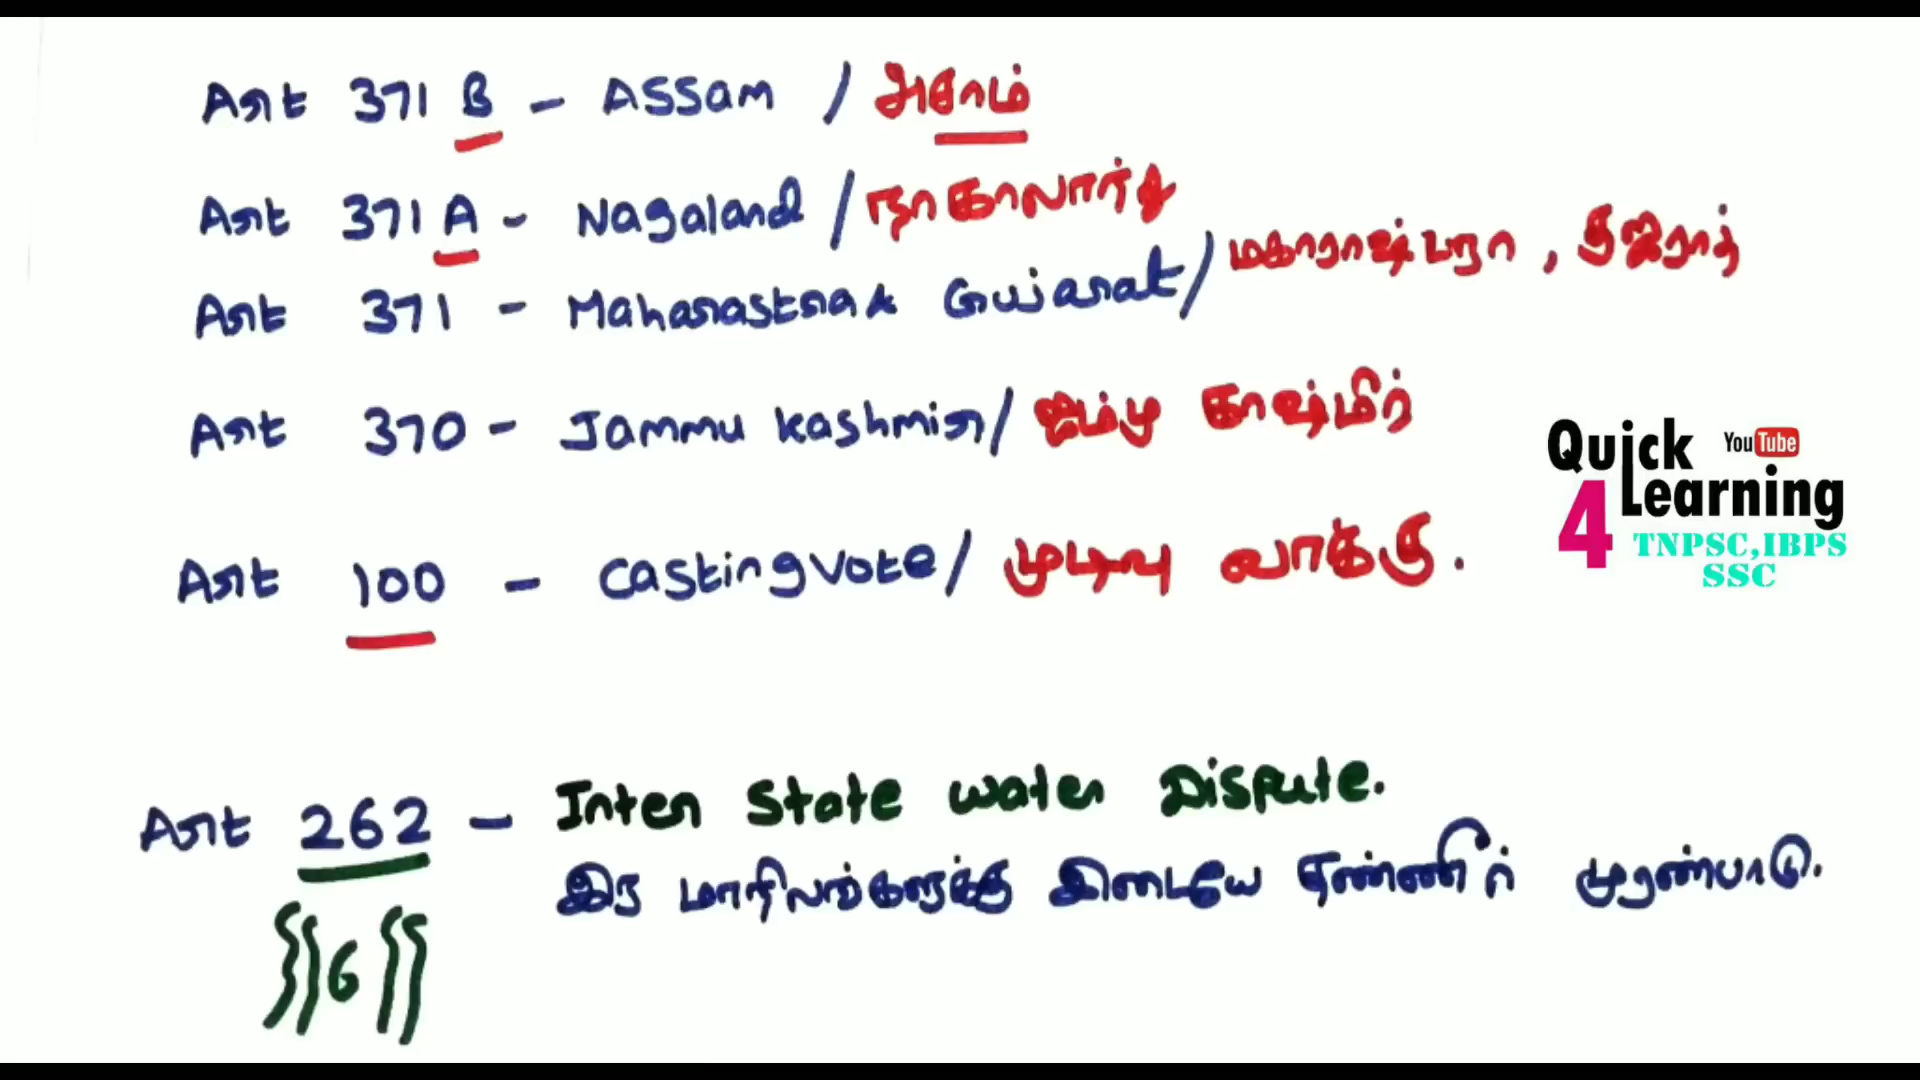 Art 371 B - Assam / அசாம்
Art 371 A - Nagaland / நாகாலாந்து
Art 371 - Maharastra & Gujarat / மகாராஷ்டிரா , குஜராத்
Art 370 - Jammu Kashmir / ஜம்மு காஷ்மீர்
Art 100 - Casting vote / முடிவு வாக்கு.
Quick YouTube
4 Learning
TNPSC,IBPS
SSC
Art 262 - Inter State water Dispute.
இரு மாநிலங்களுக்கு இடையே தண்ணீர் முரண்பாடு.
6